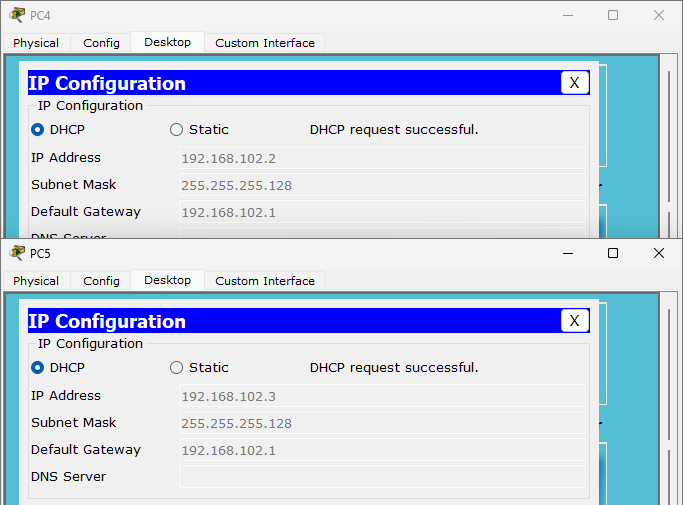 PC4
Physical Config Desktop Custom Interface
IP Configuration X
IP Configuration
DHCP Static DHCP request successful.
IP Address 192.168.102.2
Subnet Mask 255.255.255.128
Default Gateway 192.168.102.1
DNS Server
PC5
Physical Config Desktop Custom Interface
IP Configuration X
IP Configuration
DHCP Static DHCP request successful.
IP Address 192.168.102.3
Subnet Mask 255.255.255.128
Default Gateway 192.168.102.1
DNS Server